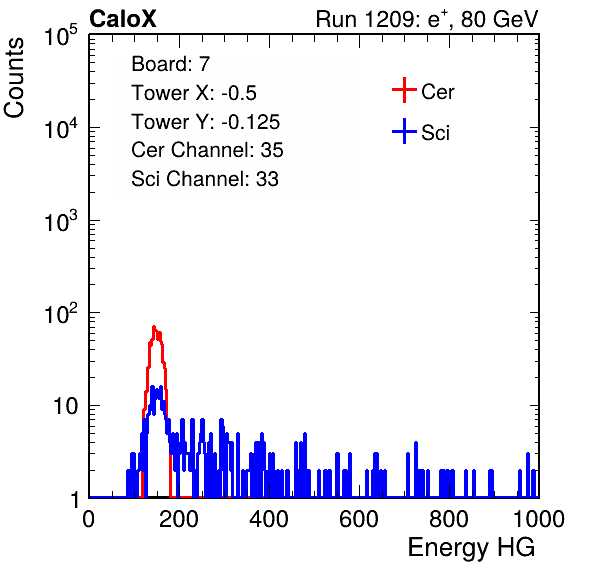 CaloX Run 1209: e⁺, 80 GeV
Counts
10⁵
10⁴
10³
10²
10
1
Board: 7
Tower X: -0.5
Tower Y: -0.125
Cer Channel: 35
Sci Channel: 33
Cer
Sci
0 200 400 600 800 1000
Energy HG